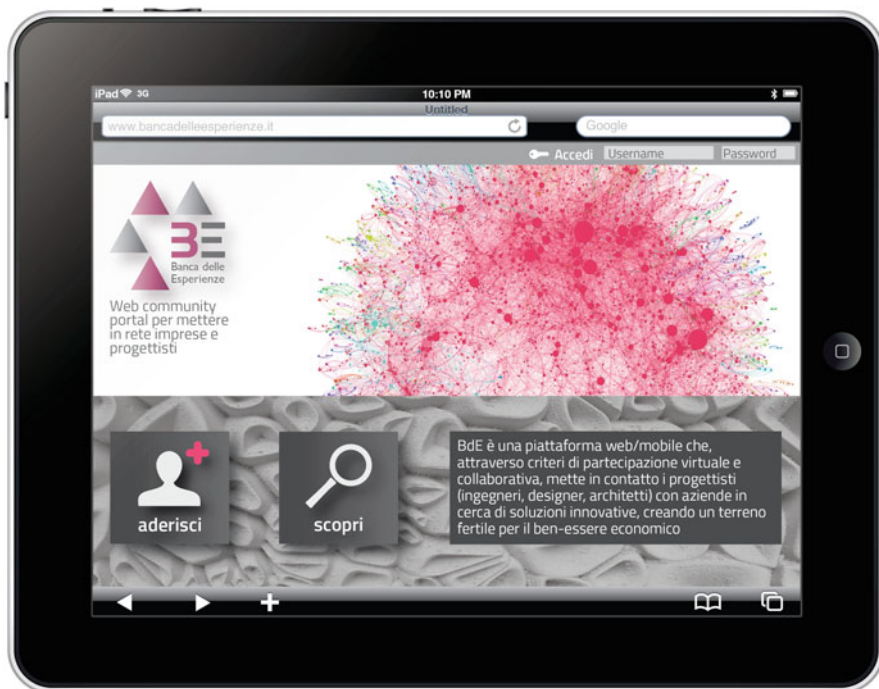 iPad 3G 10:10 PM
Untitled
www.bancadelleesperienze.it Google
Accedi Username Password
BE
Banca delle
Esperienze
Web community
portal per mettere
in rete imprese e
progettisti
BdE è una piattaforma web/mobile che,
attraverso criteri di partecipazione virtuale e
collaborativa, mette in contatto i progettisti
(ingegneri, designer, architetti) con aziende in
cerca di soluzioni innovative, creando un terreno
fertile per il ben-essere economico
aderisci
scopri